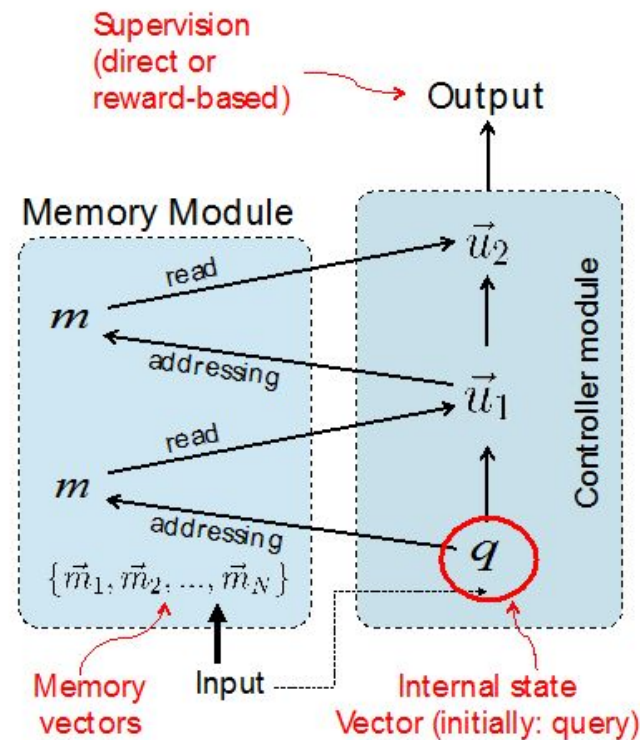 Supervision
(direct or
reward-based)
Output
Memory Module
read
m
addressing
read
m
addressing
{m⃗₁, m⃗₂, ..., m⃗_N}
u⃗₂
u⃗₁
q
Controller module
Memory
vectors
Input
Internal state
Vector (initially: query)